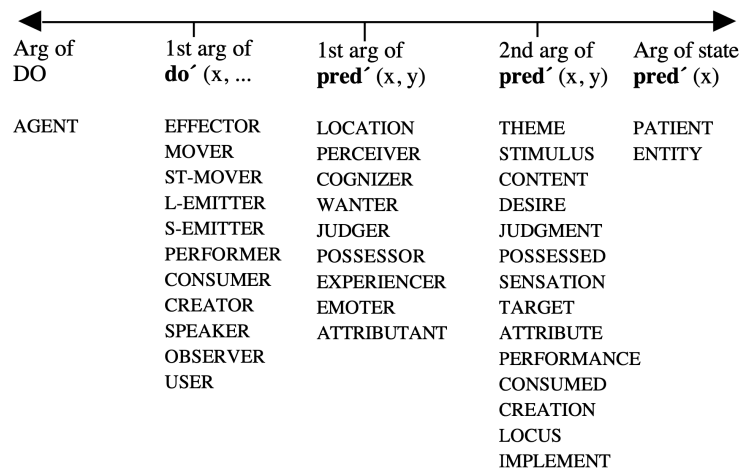 Arg of 1st arg of 1st arg of 2nd arg of Arg of state
DO do´ (x, ... pred´ (x, y) pred´ (x, y) pred´ (x)
AGENT EFFECTOR LOCATION THEME PATIENT
MOVER PERCEIVER STIMULUS ENTITY
ST-MOVER COGNIZER CONTENT
L-EMITTER WANTER DESIRE
S-EMITTER JUDGER JUDGMENT
PERFORMER POSSESSOR POSSESSED
CONSUMER EXPERIENCER SENSATION
CREATOR EMOTER TARGET
SPEAKER ATTRIBUTANT ATTRIBUTE
OBSERVER PERFORMANCE
USER CONSUMED
CREATION
LOCUS
IMPLEMENT